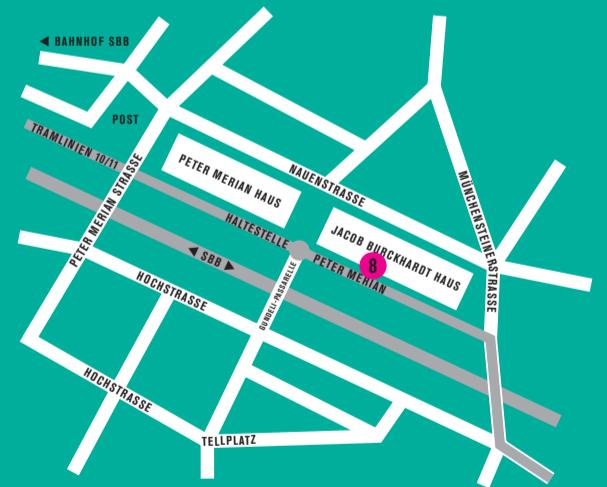 ◄ BAHNHOF SBB
POST
TRAMLINIEN 10/11
PETER MERIAN STRASSE
PETER MERIAN HAUS
NAUENSTRASSE
MÜNCHENSTEINERSTRASSE
HALTESTELLE PETER MERIAN
JACOB BURCKHARDT HAUS
8
◄ SBB ►
GUNDELI-PASSARELLE
HOCHSTRASSE
HOCHSTRASSE
TELLPLATZ